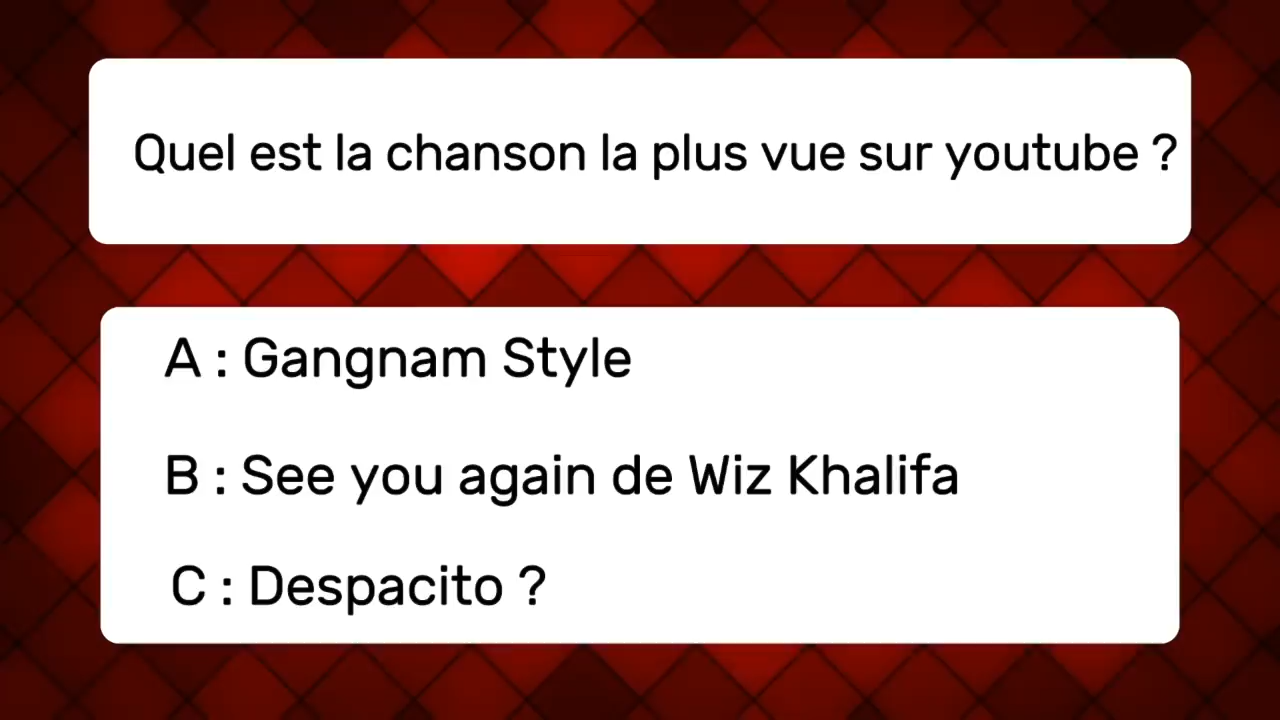 Quel est la chanson la plus vue sur youtube ?
A : Gangnam Style
B : See you again de Wiz Khalifa
C : Despacito ?